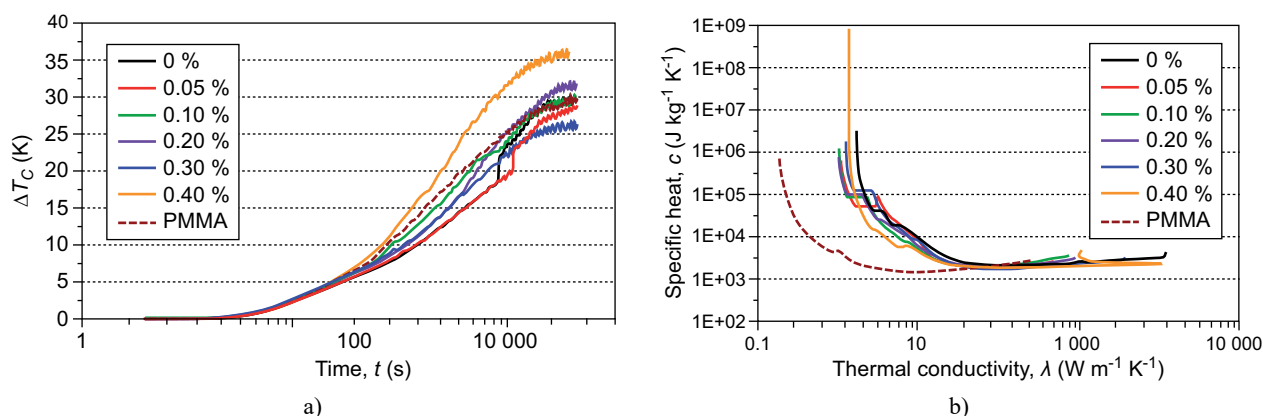 40
35
30
25
20
15
10
5
0
ΔT_C (K)
0 %
0.05 %
0.10 %
0.20 %
0.30 %
0.40 %
PMMA
1 100 10 000
Time, t (s)
a)
1E+09
1E+08
1E+07
1E+06
1E+05
1E+04
1E+03
1E+02
Specific heat, c (J kg⁻¹ K⁻¹)
0 %
0.05 %
0.10 %
0.20 %
0.30 %
0.40 %
PMMA
0.1 10 1 000 10 000
Thermal conductivity, λ (W m⁻¹ K⁻¹)
b)